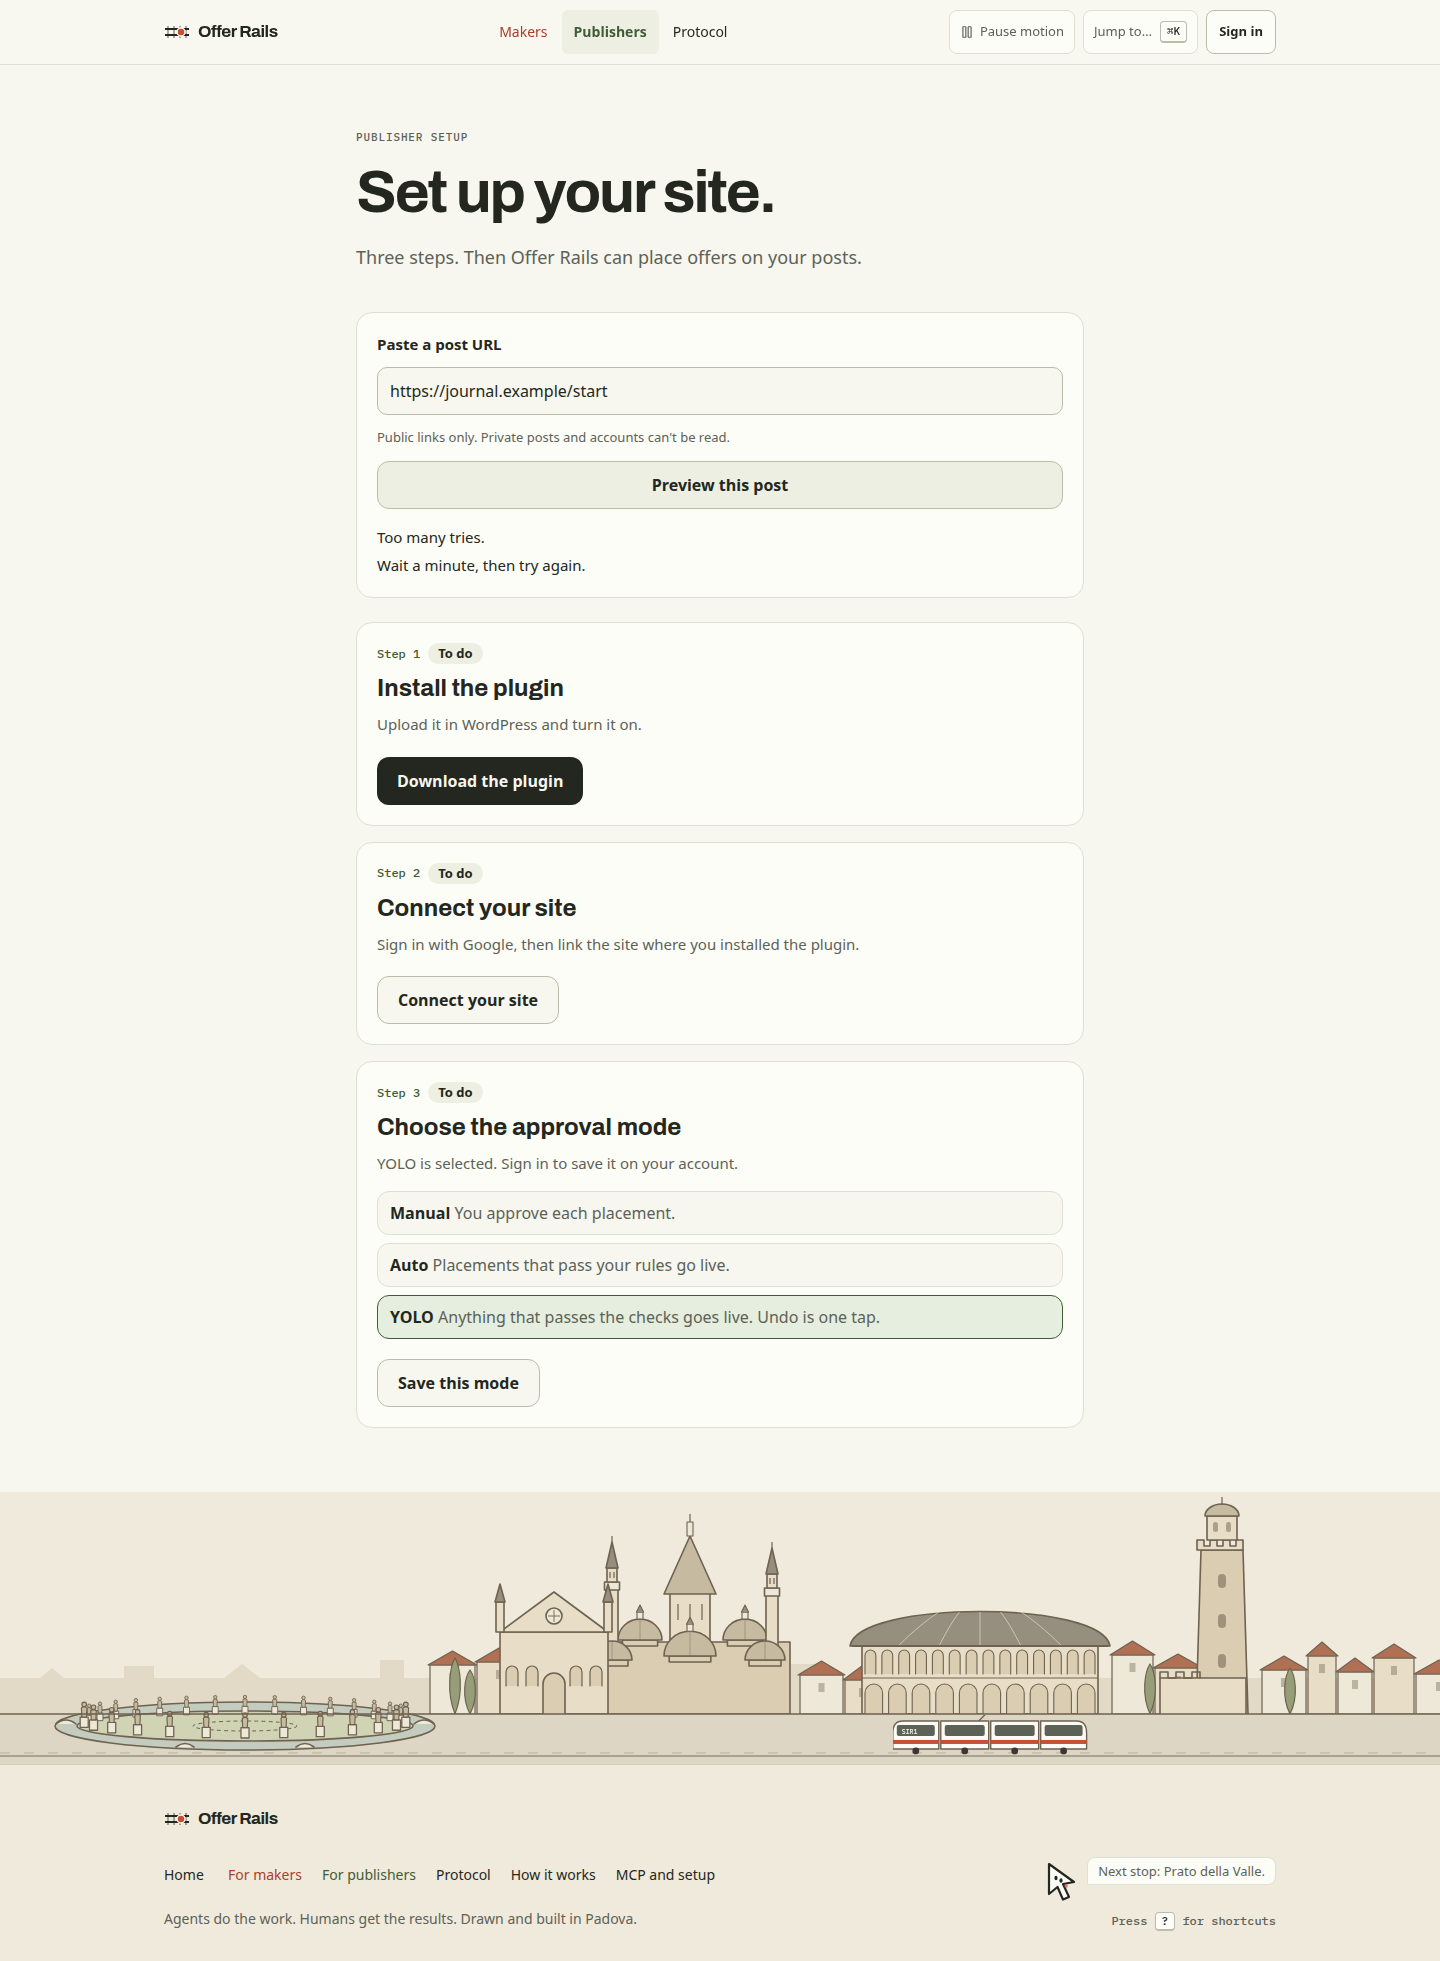 Offer Rails
Makers Publishers Protocol
Pause motion
Jump to... ⌘K
Sign in
PUBLISHER SETUP
Set up your site.
Three steps. Then Offer Rails can place offers on your posts.
Paste a post URL
https://journal.example/start
Public links only. Private posts and accounts can't be read.
Preview this post
Too many tries.
Wait a minute, then try again.
Step 1 To do
Install the plugin
Upload it in WordPress and turn it on.
Download the plugin
Step 2 To do
Connect your site
Sign in with Google, then link the site where you installed the plugin.
Connect your site
Step 3 To do
Choose the approval mode
YOLO is selected. Sign in to save it on your account.
Manual You approve each placement.
Auto Placements that pass your rules go live.
YOLO Anything that passes the checks goes live. Undo is one tap.
Save this mode
SIR1
Offer Rails
Home For makers For publishers Protocol How it works MCP and setup
Next stop: Prato della Valle.
Agents do the work. Humans get the results. Drawn and built in Padova.
Press ? for shortcuts